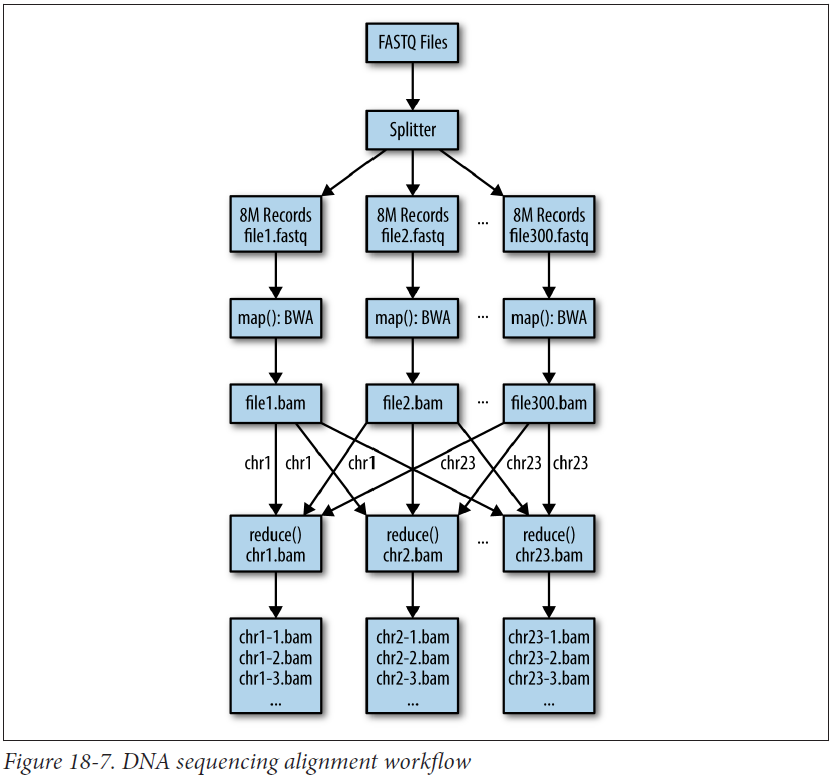 FASTQ Files
Splitter
8M Records
file1.fastq
8M Records
file2.fastq
...
8M Records
file300.fastq
map(): BWA
map(): BWA
...
map(): BWA
file1.bam
file2.bam
...
file300.bam
chr1
chr1
chr1
chr23
chr23
chr23
reduce()
chr1.bam
reduce()
chr2.bam
...
reduce()
chr23.bam
chr1-1.bam
chr1-2.bam
chr1-3.bam
...
chr2-1.bam
chr2-2.bam
chr2-3.bam
...
chr23-1.bam
chr23-2.bam
chr23-3.bam
...
Figure 18-7. DNA sequencing alignment workflow